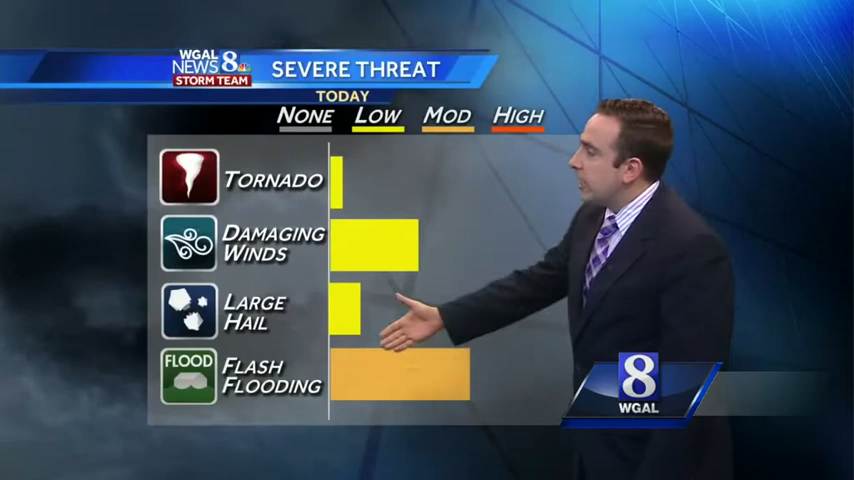 WGAL
NEWS 8
STORM TEAM
SEVERE THREAT
TODAY
NONE LOW MOD HIGH
TORNADO
DAMAGING
WINDS
LARGE
HAIL
FLOOD
FLASH
FLOODING
8
WGAL